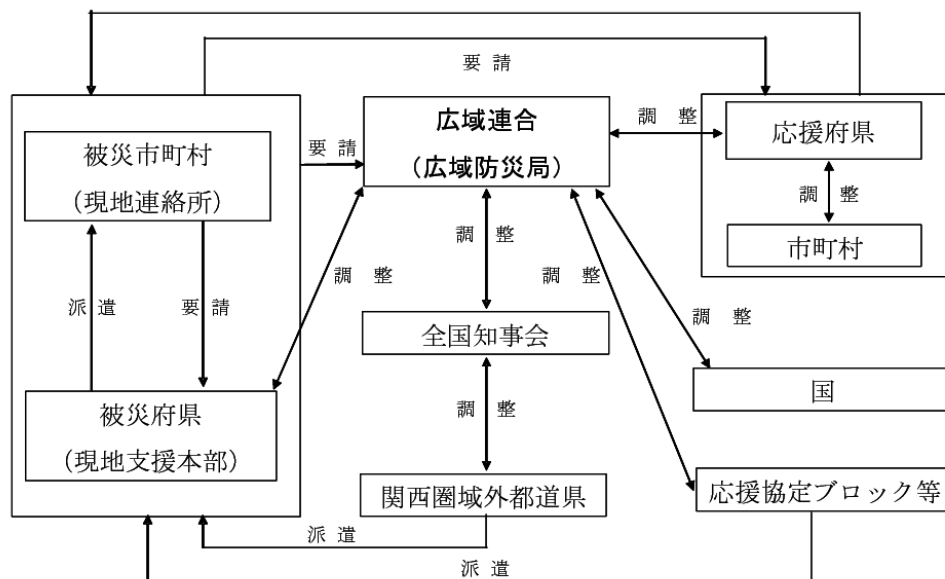 要請
広域連合
(広域防災局)
調整
応援府県
被災市町村
(現地連絡所)
要請
調整
市町村
調整
調整
調整
派遣
要請
調整
全国知事会
国
被災府県
(現地支援本部)
調整
関西圏域外都道県
応援協定ブロック等
派遣
派遣